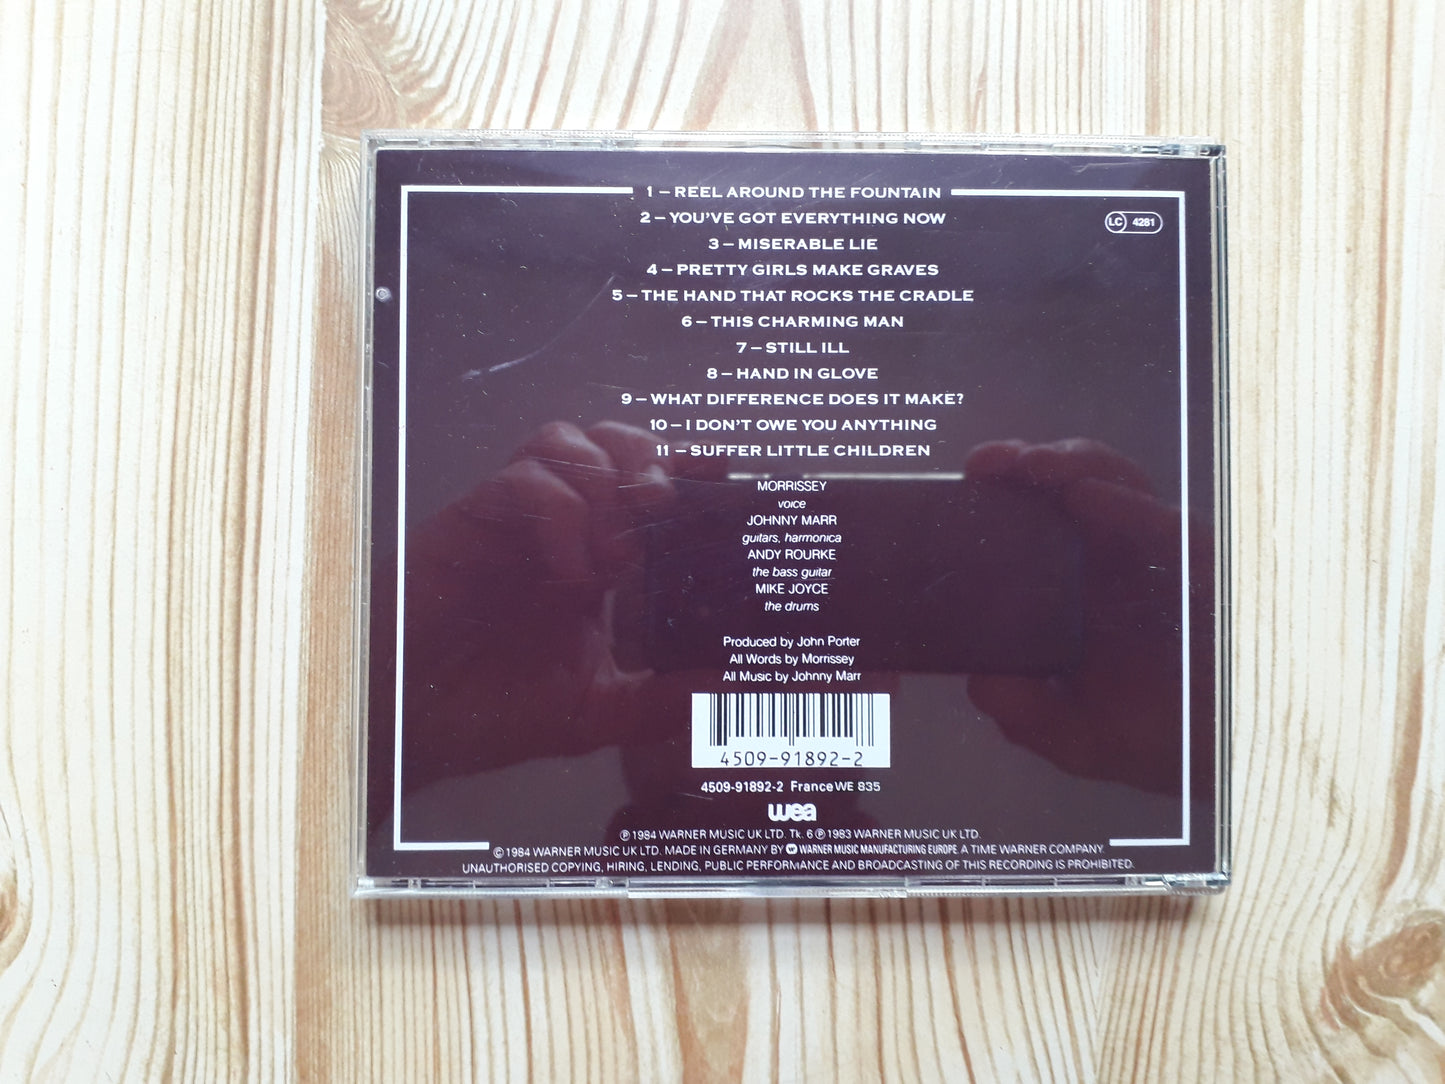 1 – REEL AROUND THE FOUNTAIN
2 – YOU'VE GOT EVERYTHING NOW
LC 4281
3 – MISERABLE LIE
4 – PRETTY GIRLS MAKE GRAVES
5 – THE HAND THAT ROCKS THE CRADLE
6 – THIS CHARMING MAN
7 – STILL ILL
8 – HAND IN GLOVE
9 – WHAT DIFFERENCE DOES IT MAKE?
10 – I DON'T OWE YOU ANYTHING
11 – SUFFER LITTLE CHILDREN
MORRISSEY
voice
JOHNNY MARR
guitars, harmonica
ANDY ROURKE
the bass guitar
MIKE JOYCE
the drums
Produced by John Porter
All Words by Morrissey
All Music by Johnny Marr
4509-91892-2
4509-91892-2 France WE 835
wea
℗ 1984 WARNER MUSIC UK LTD. Tk. 6 ℗ 1983 WARNER MUSIC UK LTD.
© 1984 WARNER MUSIC UK LTD. MADE IN GERMANY BY WARNER MUSIC MANUFACTURING EUROPE. A TIME WARNER COMPANY.
UNAUTHORISED COPYING, HIRING, LENDING, PUBLIC PERFORMANCE AND BROADCASTING OF THIS RECORDING IS PROHIBITED.